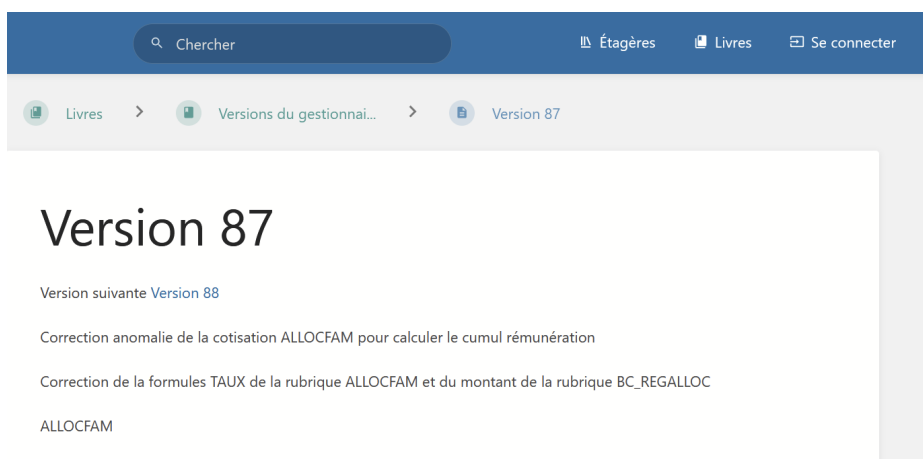 Chercher
Étagères
Livres
Se connecter
Livres
Versions du gestionnai...
Version 87
Version 87
Version suivante Version 88
Correction anomalie de la cotisation ALLOCFAM pour calculer le cumul rémunération
Correction de la formules TAUX de la rubrique ALLOCFAM et du montant de la rubrique BC_REGALLOC
ALLOCFAM